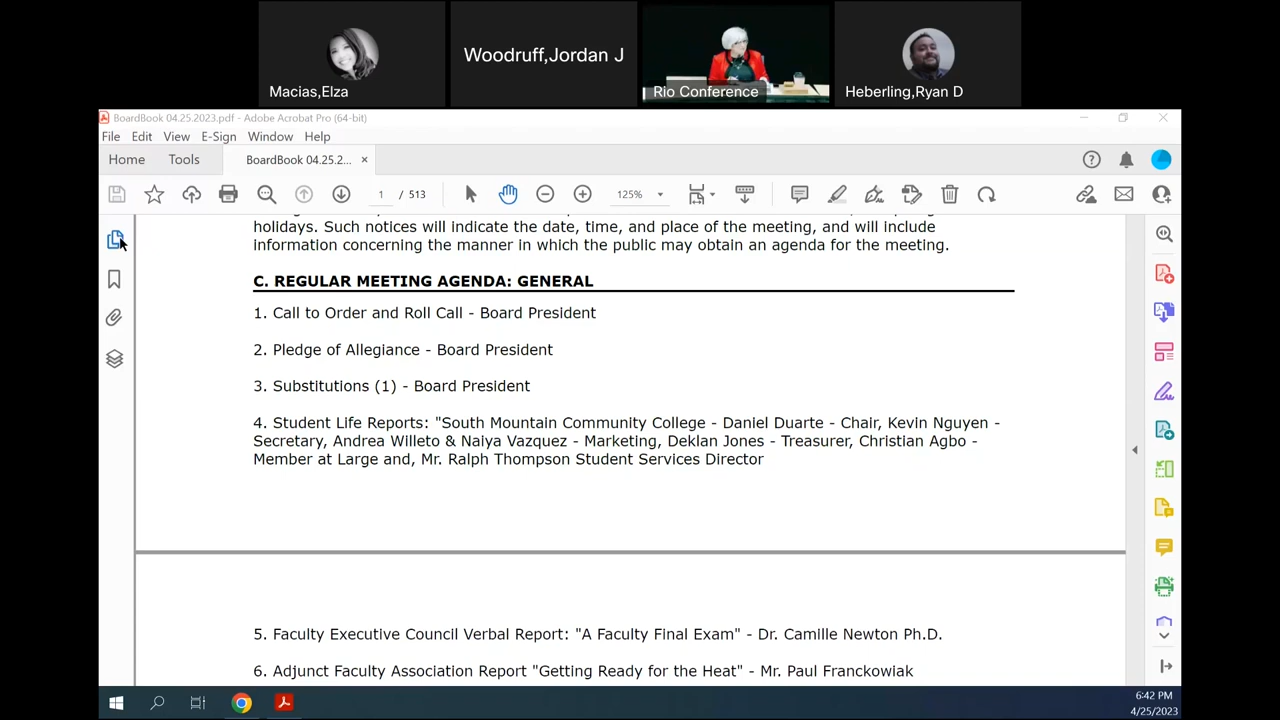 Woodruff,Jordan J
Macias,Elza
Rio Conference
Heberling,Ryan D
BoardBook 04.25.2023.pdf - Adobe Acrobat Pro (64-bit)
File Edit View E-Sign Window Help
Home Tools BoardBook 04.25.2... ×
1 / 513 125%
holidays. Such notices will indicate the date, time, and place of the meeting, and will include
information concerning the manner in which the public may obtain an agenda for the meeting.
C. REGULAR MEETING AGENDA: GENERAL
1. Call to Order and Roll Call - Board President
2. Pledge of Allegiance - Board President
3. Substitutions (1) - Board President
4. Student Life Reports: "South Mountain Community College - Daniel Duarte - Chair, Kevin Nguyen -
Secretary, Andrea Willeto & Naiya Vazquez - Marketing, Deklan Jones - Treasurer, Christian Agbo -
Member at Large and, Mr. Ralph Thompson Student Services Director
5. Faculty Executive Council Verbal Report: "A Faculty Final Exam" - Dr. Camille Newton Ph.D.
6. Adjunct Faculty Association Report "Getting Ready for the Heat" - Mr. Paul Franckowiak
6:42 PM
4/25/2023